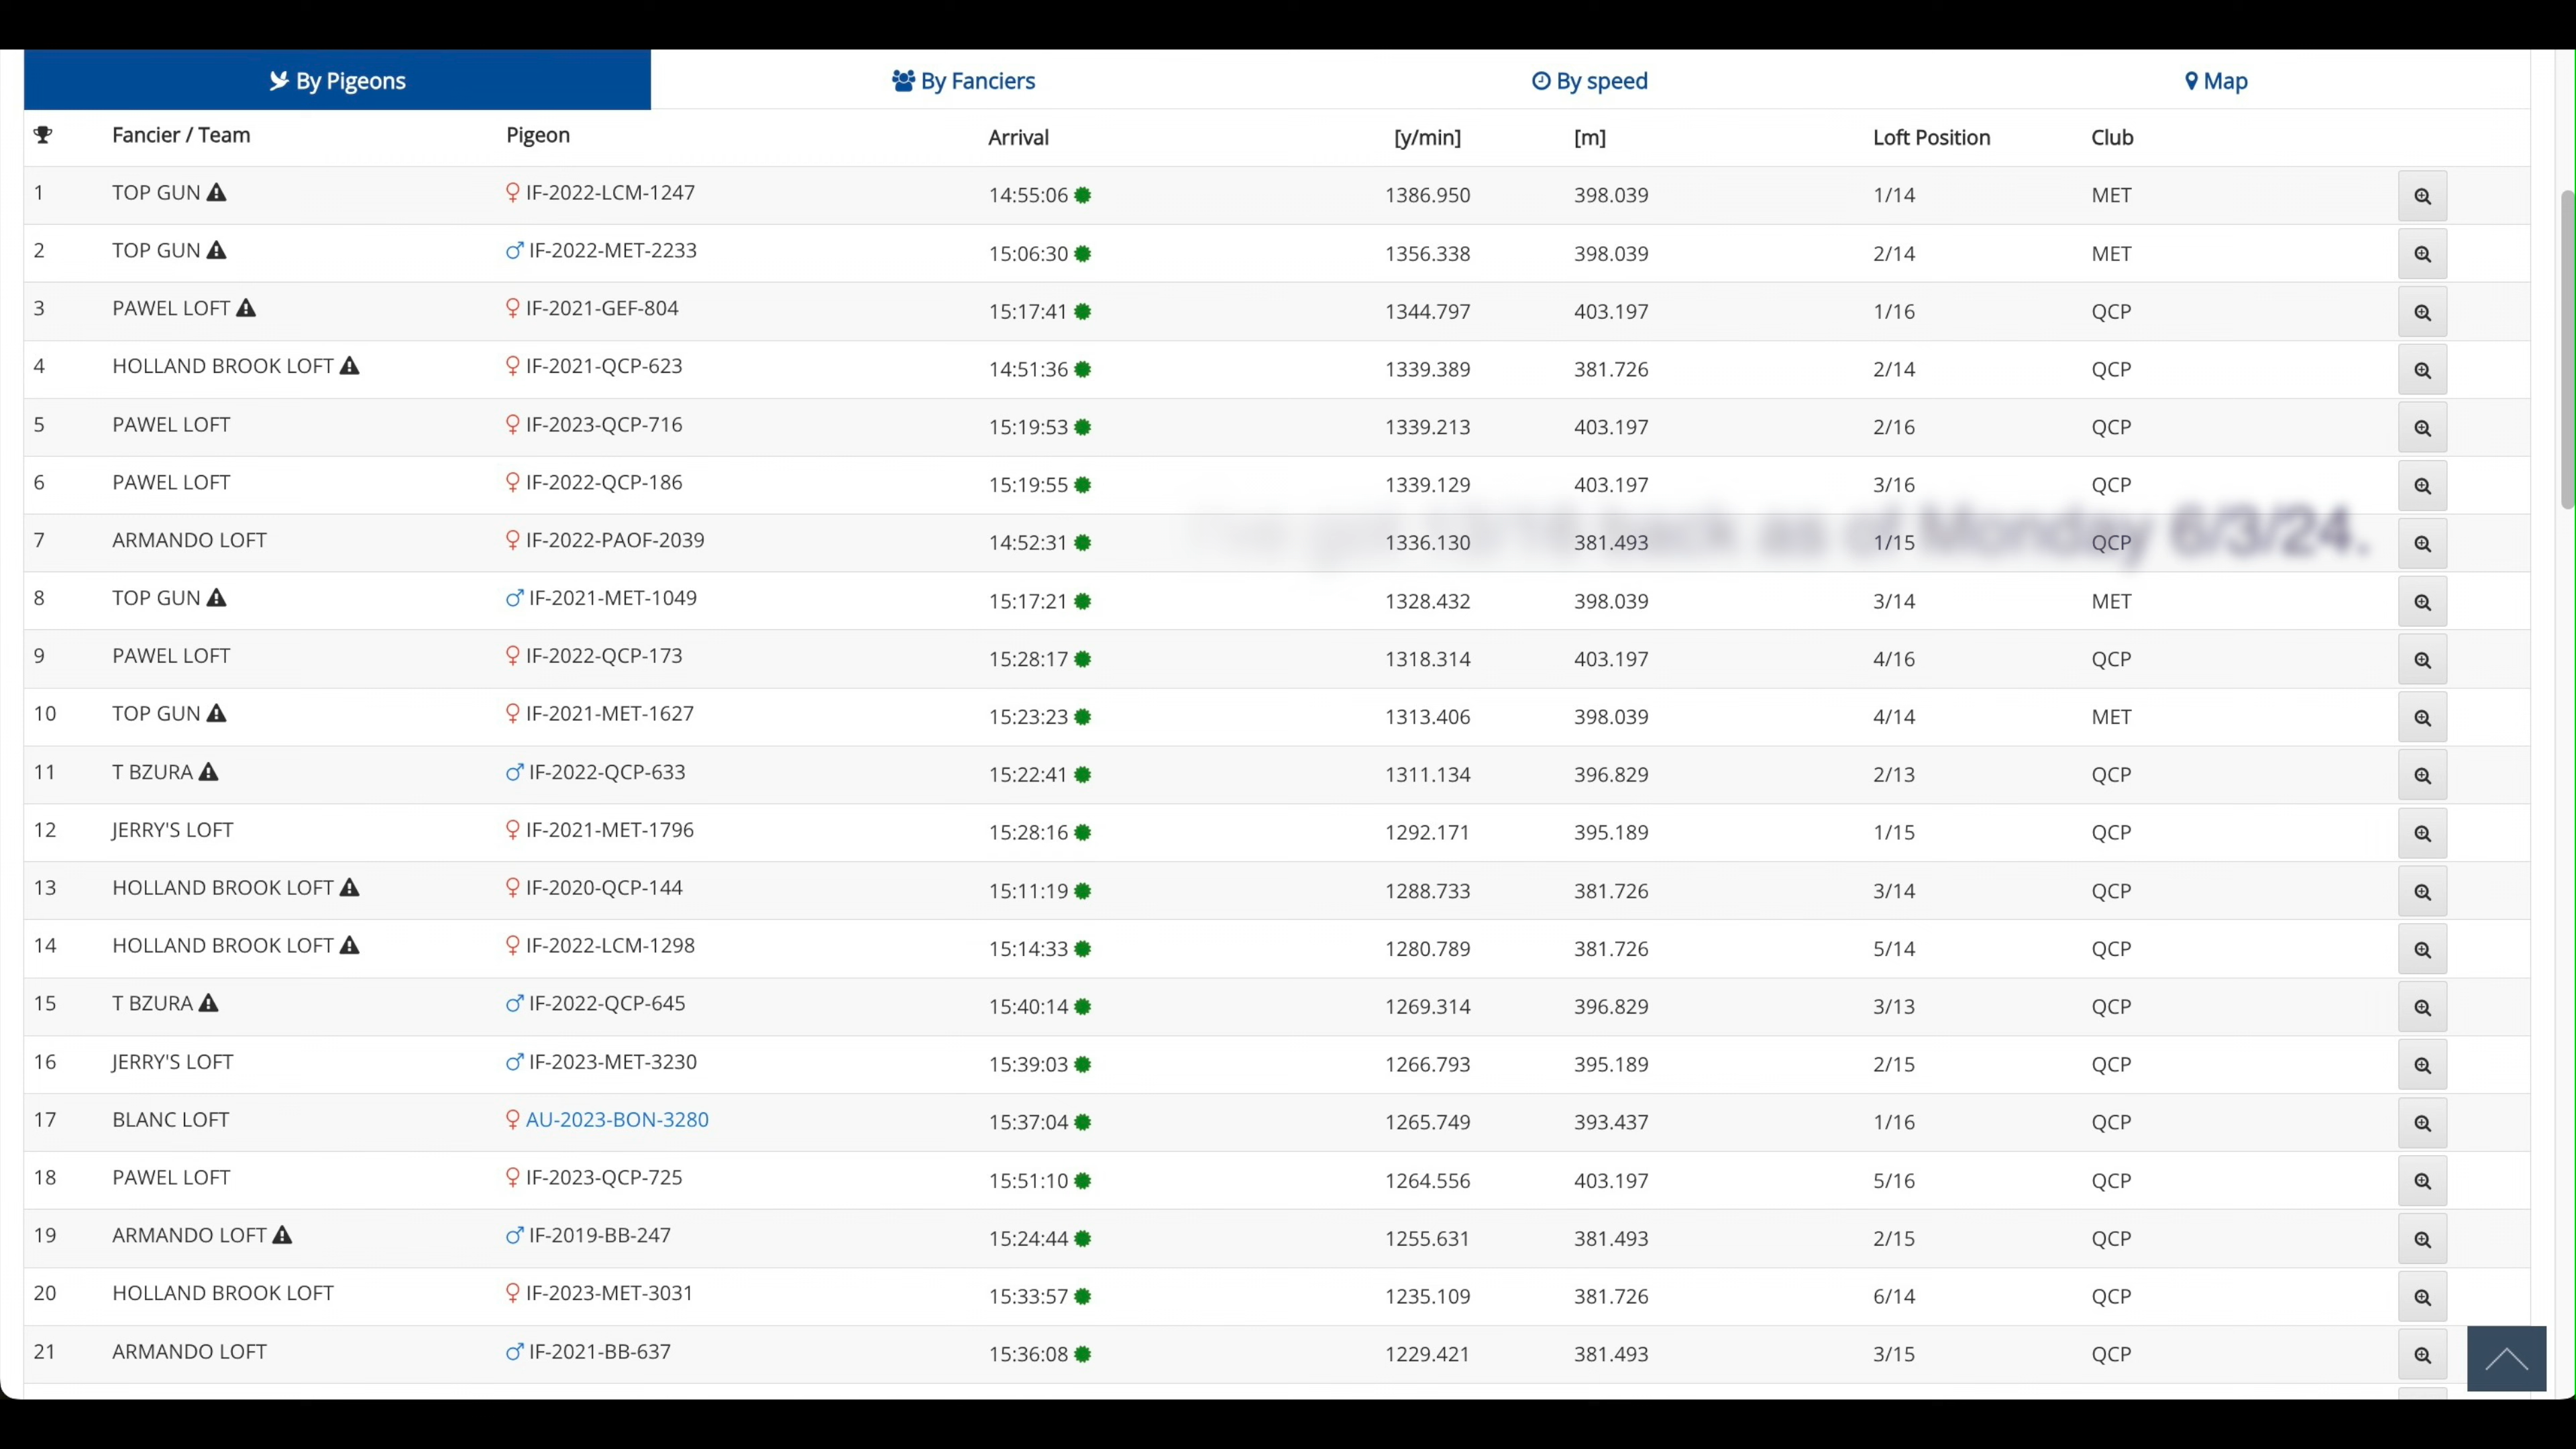 By Pigeons By Fanciers By speed Map
Fancier / Team Pigeon Arrival [y/min] [m] Loft Position Club
1 TOP GUN IF-2022-LCM-1247 14:55:06 1386.950 398.039 1/14 MET
2 TOP GUN IF-2022-MET-2233 15:06:30 1356.338 398.039 2/14 MET
3 PAWEL LOFT IF-2021-GEF-804 15:17:41 1344.797 403.197 1/16 QCP
4 HOLLAND BROOK LOFT IF-2021-QCP-623 14:51:36 1339.389 381.726 2/14 QCP
5 PAWEL LOFT IF-2023-QCP-716 15:19:53 1339.213 403.197 2/16 QCP
6 PAWEL LOFT IF-2022-QCP-186 15:19:55 1339.129 403.197 3/16 QCP
back as of Monday 6/3/24.
7 ARMANDO LOFT IF-2022-PAOF-2039 14:52:31 1336.130 381.493 1/15 QCP
8 TOP GUN IF-2021-MET-1049 15:17:21 1328.432 398.039 3/14 MET
9 PAWEL LOFT IF-2022-QCP-173 15:28:17 1318.314 403.197 4/16 QCP
10 TOP GUN IF-2021-MET-1627 15:23:23 1313.406 398.039 4/14 MET
11 T BZURA IF-2022-QCP-633 15:22:41 1311.134 396.829 2/13 QCP
12 JERRY'S LOFT IF-2021-MET-1796 15:28:16 1292.171 395.189 1/15 QCP
13 HOLLAND BROOK LOFT IF-2020-QCP-144 15:11:19 1288.733 381.726 3/14 QCP
14 HOLLAND BROOK LOFT IF-2022-LCM-1298 15:14:33 1280.789 381.726 5/14 QCP
15 T BZURA IF-2022-QCP-645 15:40:14 1269.314 396.829 3/13 QCP
16 JERRY'S LOFT IF-2023-MET-3230 15:39:03 1266.793 395.189 2/15 QCP
17 BLANC LOFT AU-2023-BON-3280 15:37:04 1265.749 393.437 1/16 QCP
18 PAWEL LOFT IF-2023-QCP-725 15:51:10 1264.556 403.197 5/16 QCP
19 ARMANDO LOFT IF-2019-BB-247 15:24:44 1255.631 381.493 2/15 QCP
20 HOLLAND BROOK LOFT IF-2023-MET-3031 15:33:57 1235.109 381.726 6/14 QCP
21 ARMANDO LOFT IF-2021-BB-637 15:36:08 1229.421 381.493 3/15 QCP